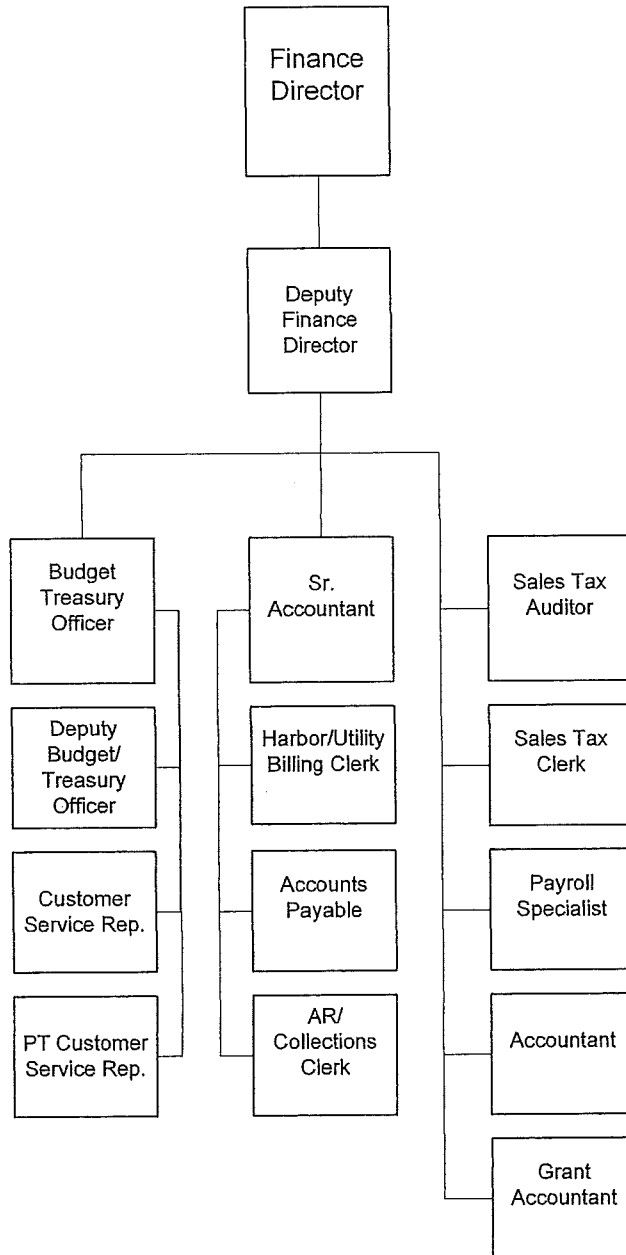 Finance
Director
Deputy
Finance
Director
Budget
Treasury
Officer
Deputy
Budget/
Treasury
Officer
Customer
Service Rep.
PT Customer
Service Rep.
Sr.
Accountant
Harbor/Utility
Billing Clerk
Accounts
Payable
AR/
Collections
Clerk
Sales Tax
Auditor
Sales Tax
Clerk
Payroll
Specialist
Accountant
Grant
Accountant